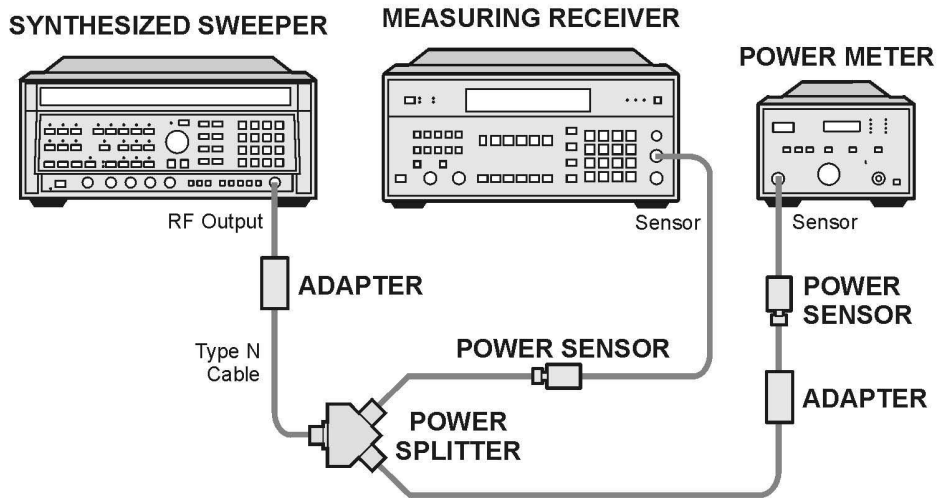 SYNTHESIZED SWEEPER
MEASURING RECEIVER
POWER METER
RF Output
Sensor
Sensor
ADAPTER
POWER
SENSOR
Type N
Cable
POWER SENSOR
ADAPTER
POWER
SPLITTER